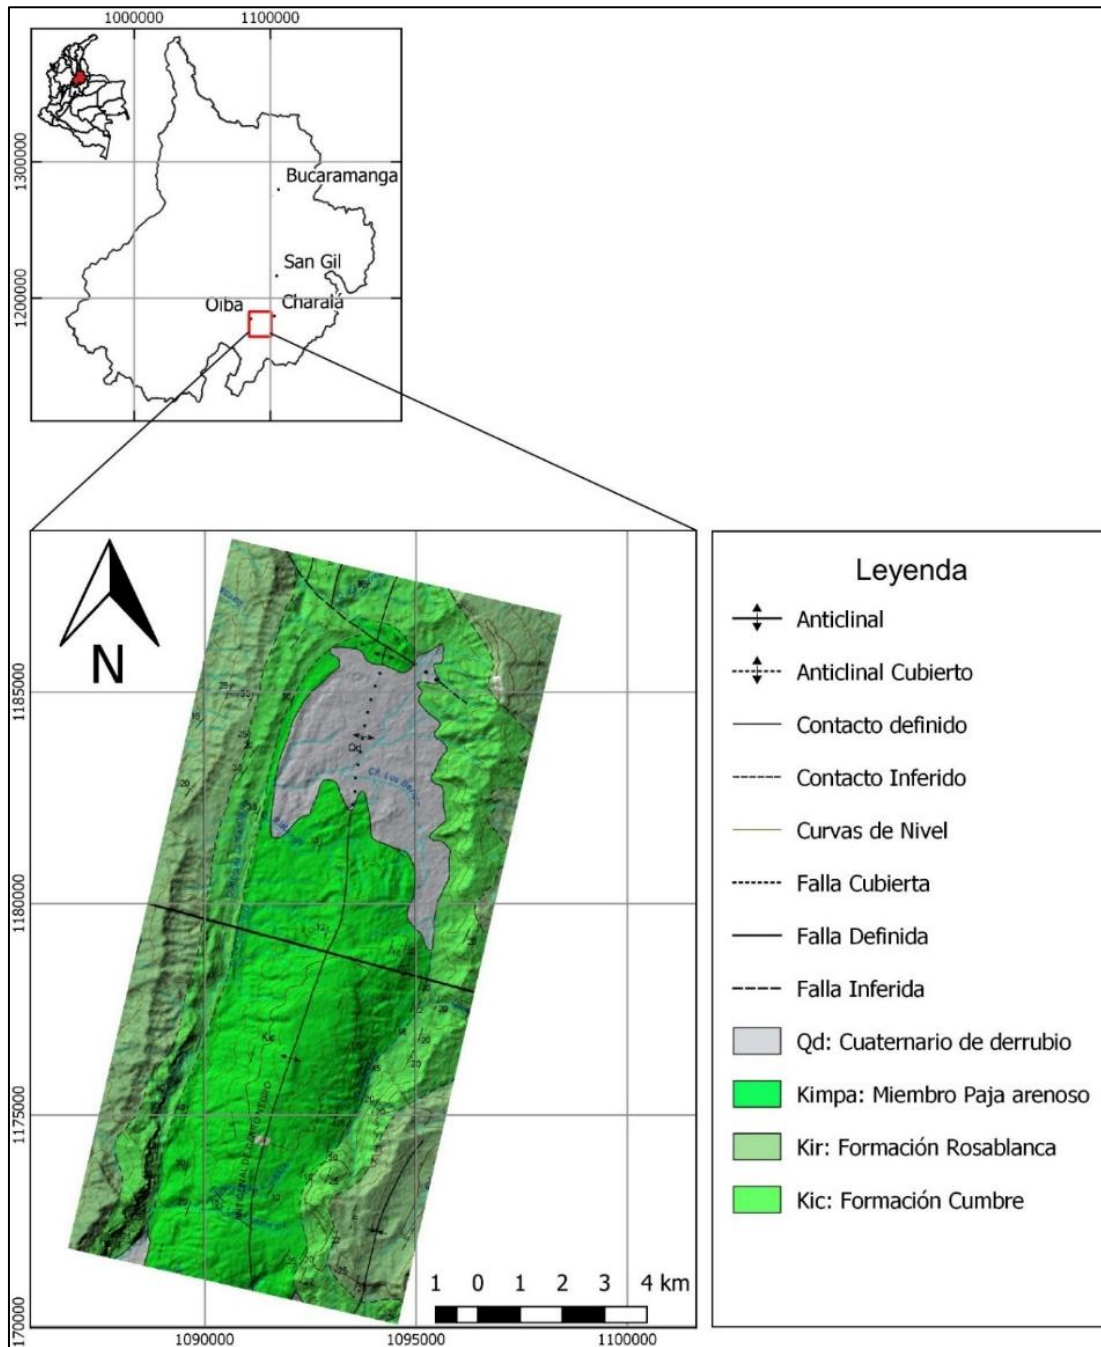 1000000
1100000
1300000
1200000
Bucaramanga
San Gil
Oiba
Charalá
N
1185000
1180000
1175000
170000
1090000
1095000
1100000
Qd
Kic
1 0 1 2 3 4 km
Leyenda
Anticlinal
Anticlinal Cubierto
Contacto definido
Contacto Inferido
Curvas de Nivel
Falla Cubierta
Falla Definida
Falla Inferida
Qd: Cuaternario de derrubio
Kimpa: Miembro Paja arenoso
Kir: Formación Rosablanca
Kic: Formación Cumbre